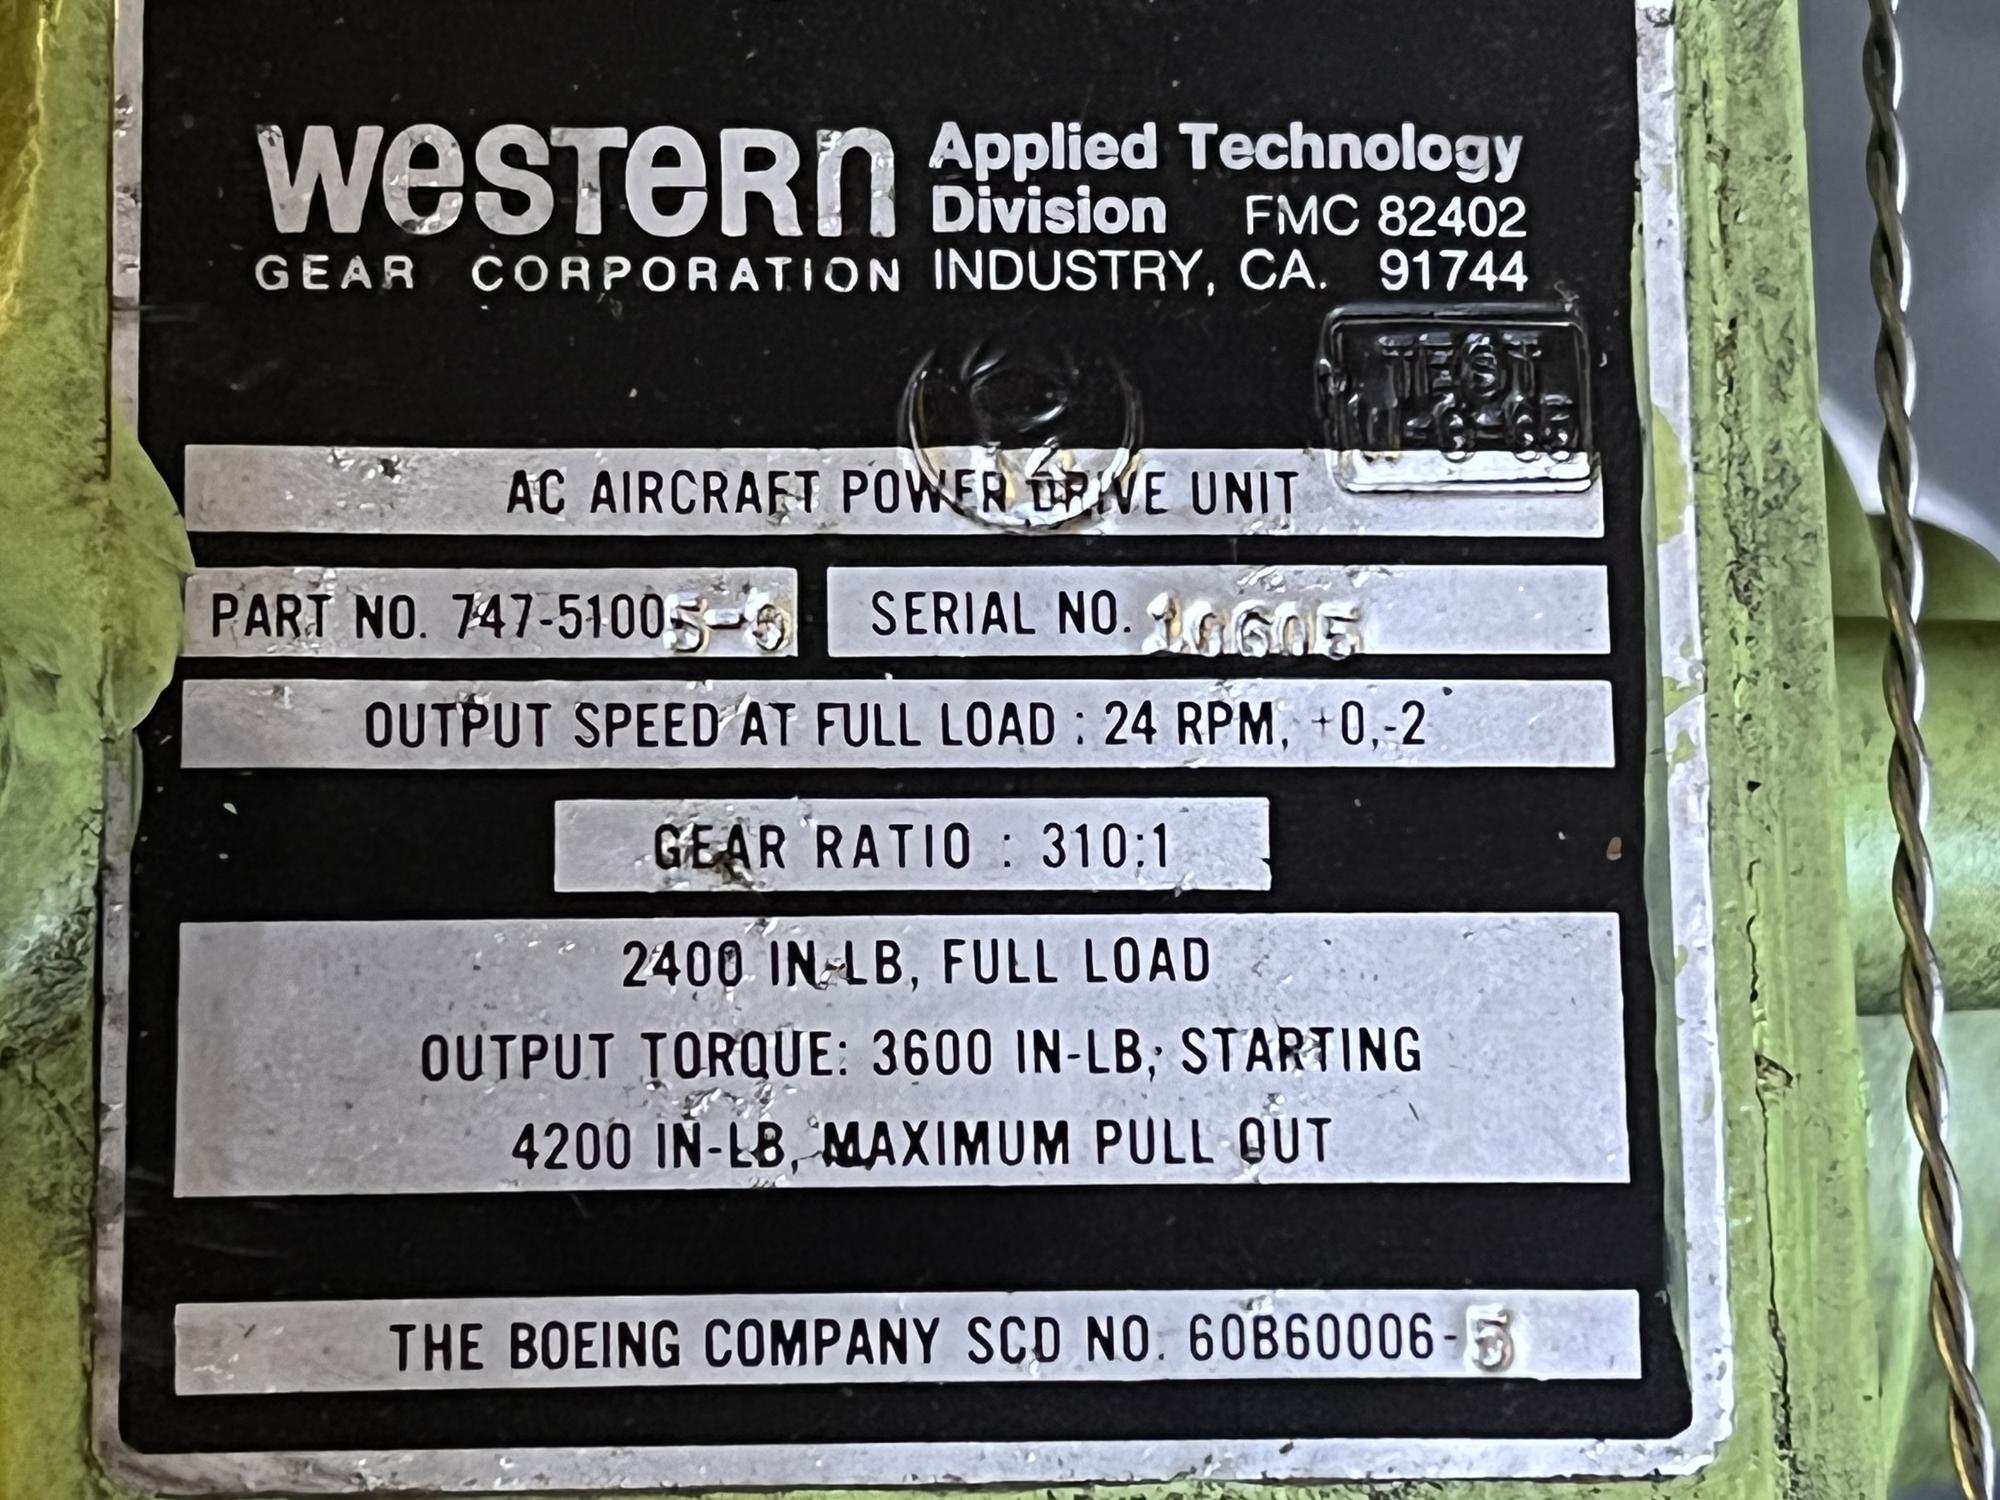 western Applied Technology
Division FMC 82402
GEAR CORPORATION INDUSTRY, CA. 91744
TEST
AC AIRCRAFT POWER DRIVE UNIT
PART NO. 747-51005-5 SERIAL NO. 10605
OUTPUT SPEED AT FULL LOAD : 24 RPM, +0,-2
GEAR RATIO : 310:1
2400 IN-LB, FULL LOAD
OUTPUT TORQUE: 3600 IN-LB; STARTING
4200 IN-LB, MAXIMUM PULL OUT
THE BOEING COMPANY SCD NO. 60B60006-5